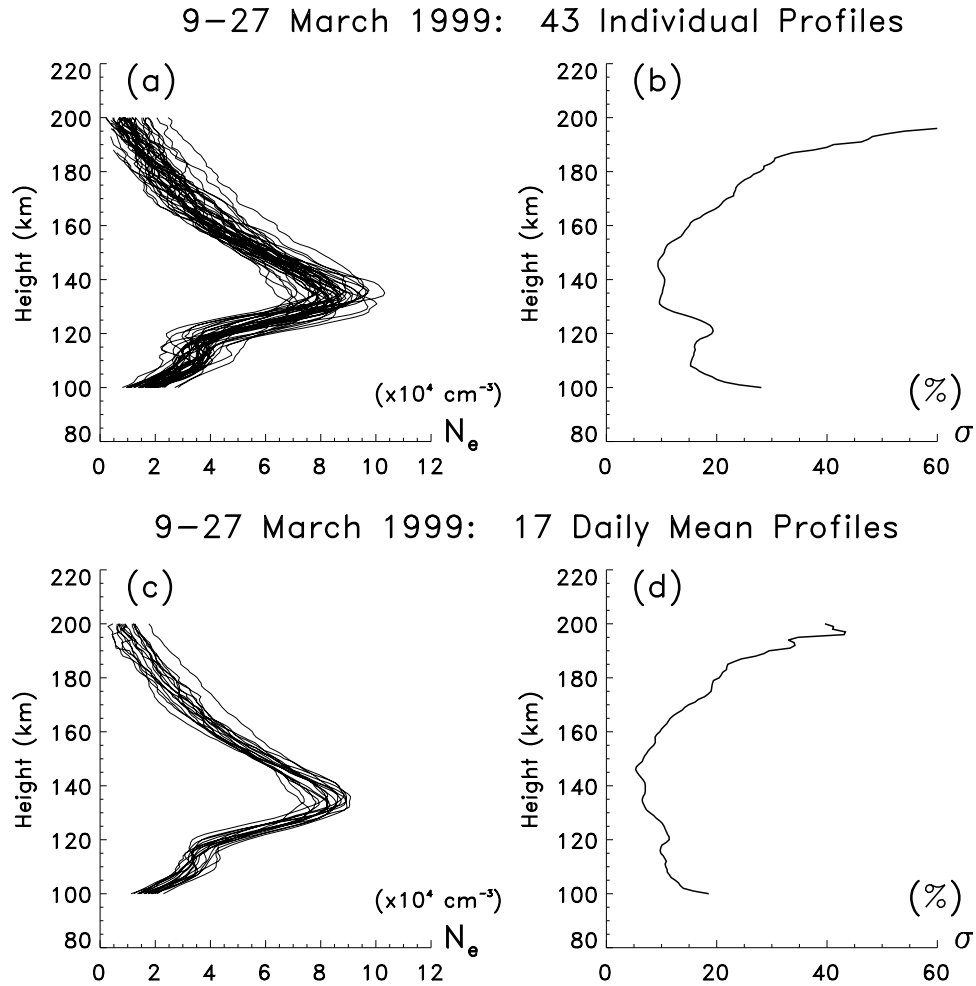 9−27 March 1999: 43 Individual Profiles
(a)
220
200
180
160
140
120
100
80
Height (km)
(x10⁴ cm⁻³)
Nₑ
0 2 4 6 8 10 12
(b)
220
200
180
160
140
120
100
80
Height (km)
(%)
σ
0 20 40 60
9−27 March 1999: 17 Daily Mean Profiles
(c)
220
200
180
160
140
120
100
80
Height (km)
(x10⁴ cm⁻³)
Nₑ
0 2 4 6 8 10 12
(d)
220
200
180
160
140
120
100
80
Height (km)
(%)
σ
0 20 40 60